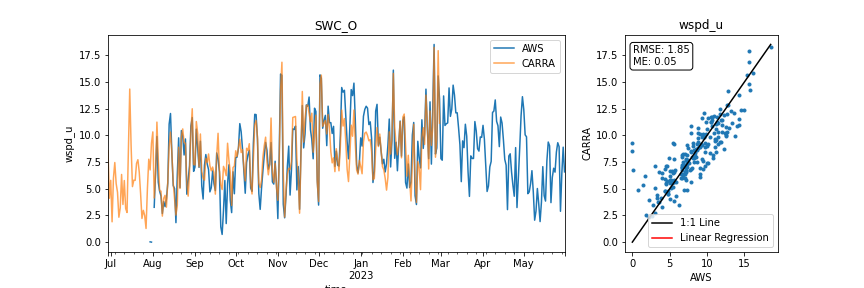 SWC_O
wspd_u
17.5
15.0
12.5
10.0
7.5
5.0
2.5
0.0
AWS
CARRA
Jul Aug Sep Oct Nov Dec Jan Feb Mar Apr May
2023
time
wspd_u
CARRA
17.5
15.0
12.5
10.0
7.5
5.0
2.5
0.0
RMSE: 1.85
ME: 0.05
1:1 Line
Linear Regression
0 5 10 15
AWS